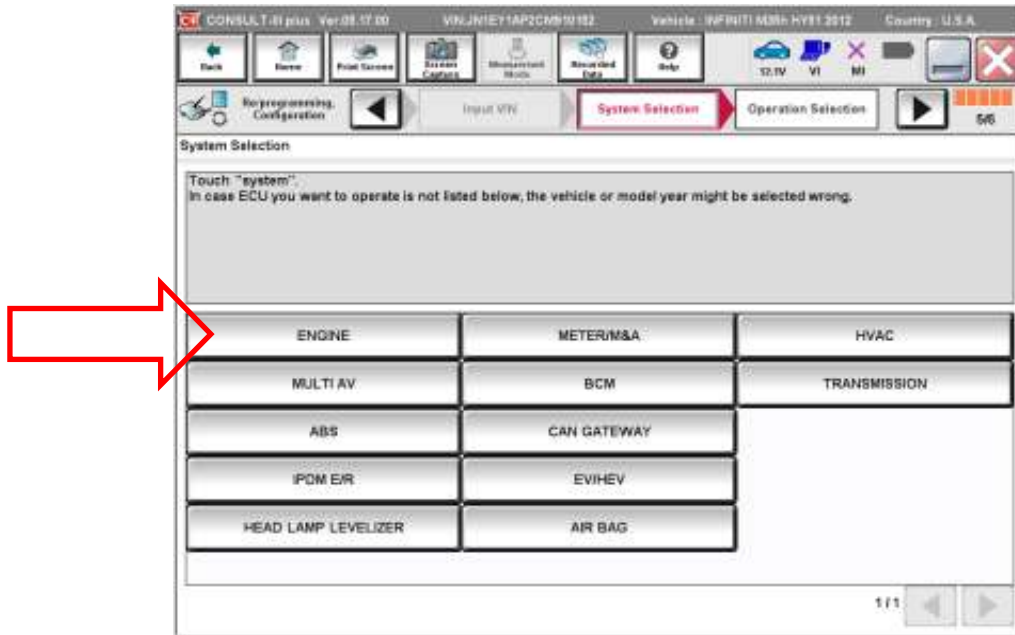 CONSULT-III plus Ver.08.17.00 Vehicle : INFINITI M35h HY51 2012 Country : U.S.A.
Back Home Print Screen Screen Capture Measurement Mode Recorded Data Help 12.1V VI MI
Re/programming, Configuration Input VIN System Selection Operation Selection 5/6
System Selection
Touch "system".
In case ECU you want to operate is not listed below, the vehicle or model year might be selected wrong.
ENGINE METER/M&A HVAC
MULTI AV BCM TRANSMISSION
ABS CAN GATEWAY
IPDM E/R EV/HEV
HEAD LAMP LEVELIZER AIR BAG
1/1